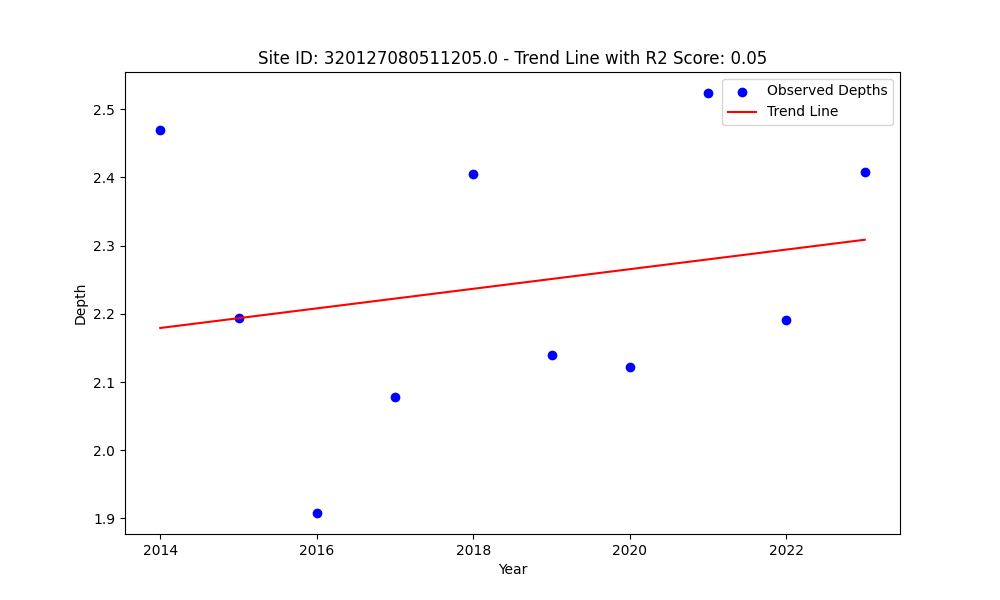 Site ID: 320127080511205.0 - Trend Line with R2 Score: 0.05
Observed Depths
Trend Line
2.5
2.4
2.3
2.2
2.1
2.0
1.9
Depth
2014
2016
2018
2020
2022
Year